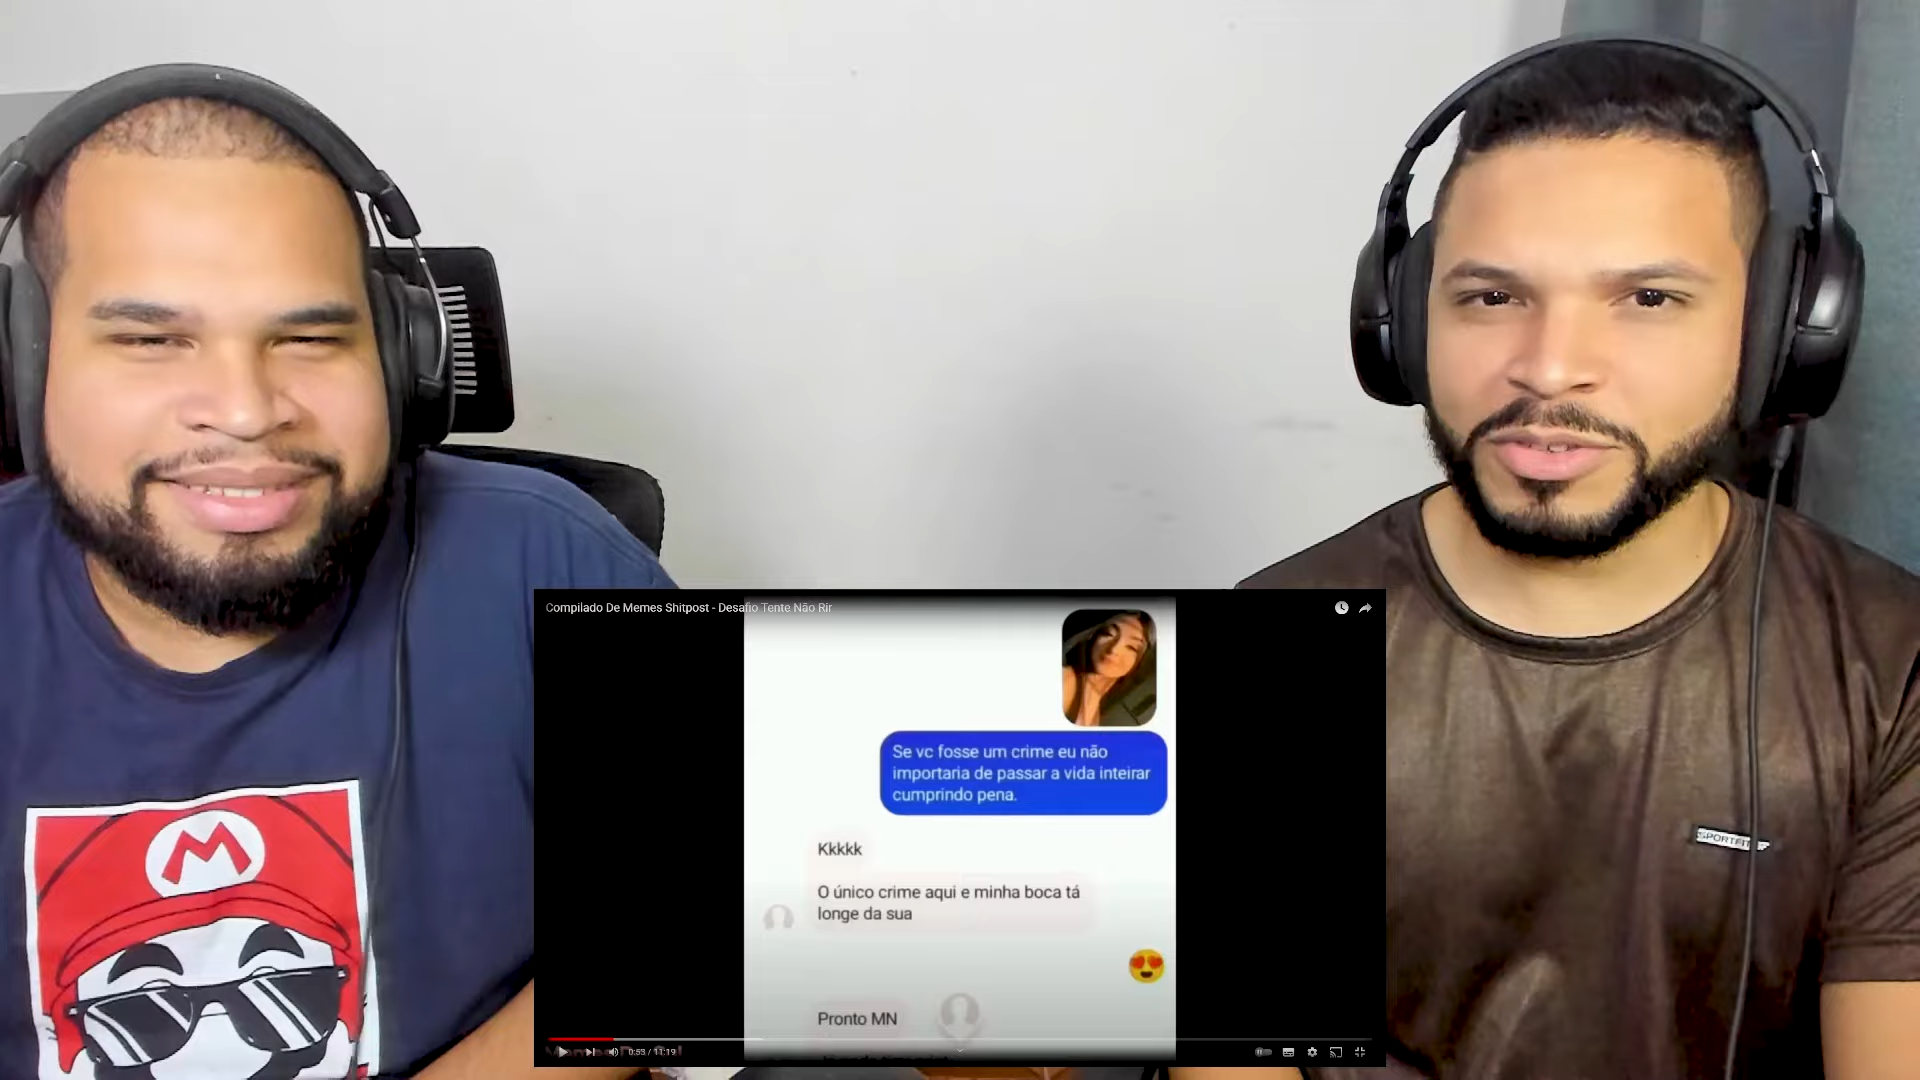 Compilado De Memes Shitpost - Desafio Tente Não Rir
Se vc fosse um crime eu não
importaria de passar a vida inteirar
cumprindo pena.
Kkkkk
O único crime aqui e minha boca tá
longe da sua
Pronto MN
0:53 / 11:19
M
SPORTFIT